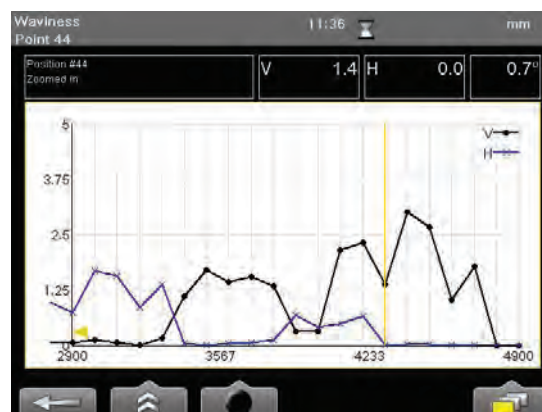 Waviness 11:36 mm
Point 44
Position #44
Zoomed in
V 1.4 H 0.0 0.7°
5
3.75
2.5
1.25
0
V
H
2900 3567 4233 4900